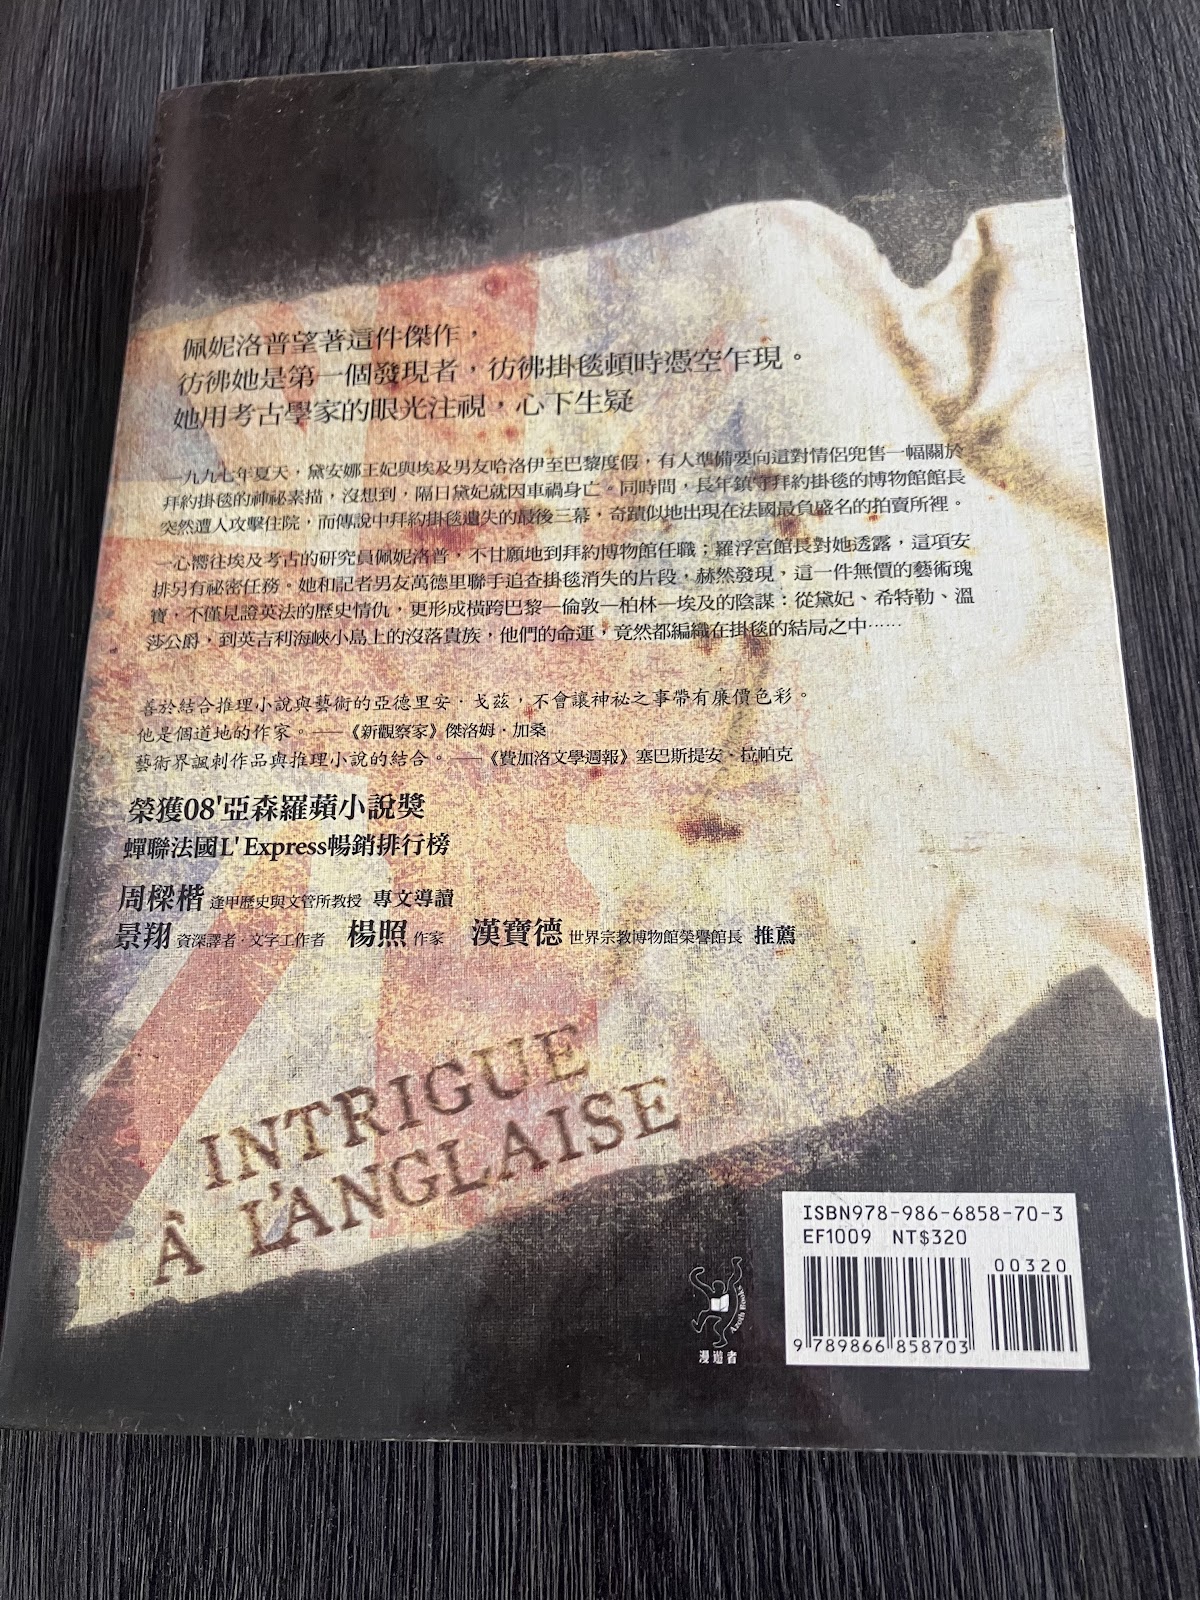 佩妮洛普望著這件傑作，
彷彿她是第一個發現者，彷彿掛毯頓時憑空乍現。
她用考古學家的眼光注視，心下生疑
一九九七年夏天，黛安娜王妃與埃及男友哈洛伊至巴黎度假，有人準備要向這對情侶兜售一幅關於
拜約掛毯的神祕素描，沒想到，隔日黛妃就因車禍身亡。同時間，長年鎮守拜約掛毯的博物館館長
突然遭人攻擊住院，而傳說中拜約掛毯遺失的最後三幕，奇蹟似地出現在法國最負盛名的拍賣所裡。
一心嚮往埃及考古的研究員佩妮洛普，不甘願地到拜約博物館任職；羅浮宮館長對她透露，這項安
排另有祕密任務。她和記者男友萬德里聯手追查掛毯消失的片段，赫然發現，這一件無價的藝術瑰
寶，不僅見證英法的歷史情仇，更形成橫跨巴黎—倫敦—柏林—埃及的陰謀：從黛妃、希特勒、溫
莎公爵，到英吉利海峽小島上的沒落貴族，他們的命運，竟然都編織在掛毯的結局之中……
善於結合推理小說與藝術的亞德里安．戈茲，不會讓神祕之事帶有廉價色彩。
他是個道地的作家。——《新觀察家》傑洛姆．加桑
藝術界諷刺作品與推理小說的結合。——《費加洛文學週報》塞巴斯提安．拉帕克
榮獲08'亞森羅蘋小說獎
蟬聯法國L' Express暢銷排行榜
周樑楷 逢甲歷史與文管所教授 專文導讀
景翔 資深譯者．文字工作者 楊照 作家 漢寶德 世界宗教博物館榮譽館長 推薦
INTRIGUE
À L'ANGLAISE
ISBN978-986-6858-70-3
EF1009 NT$320
00320
9 789866 858703
Azoth Books
漫遊者